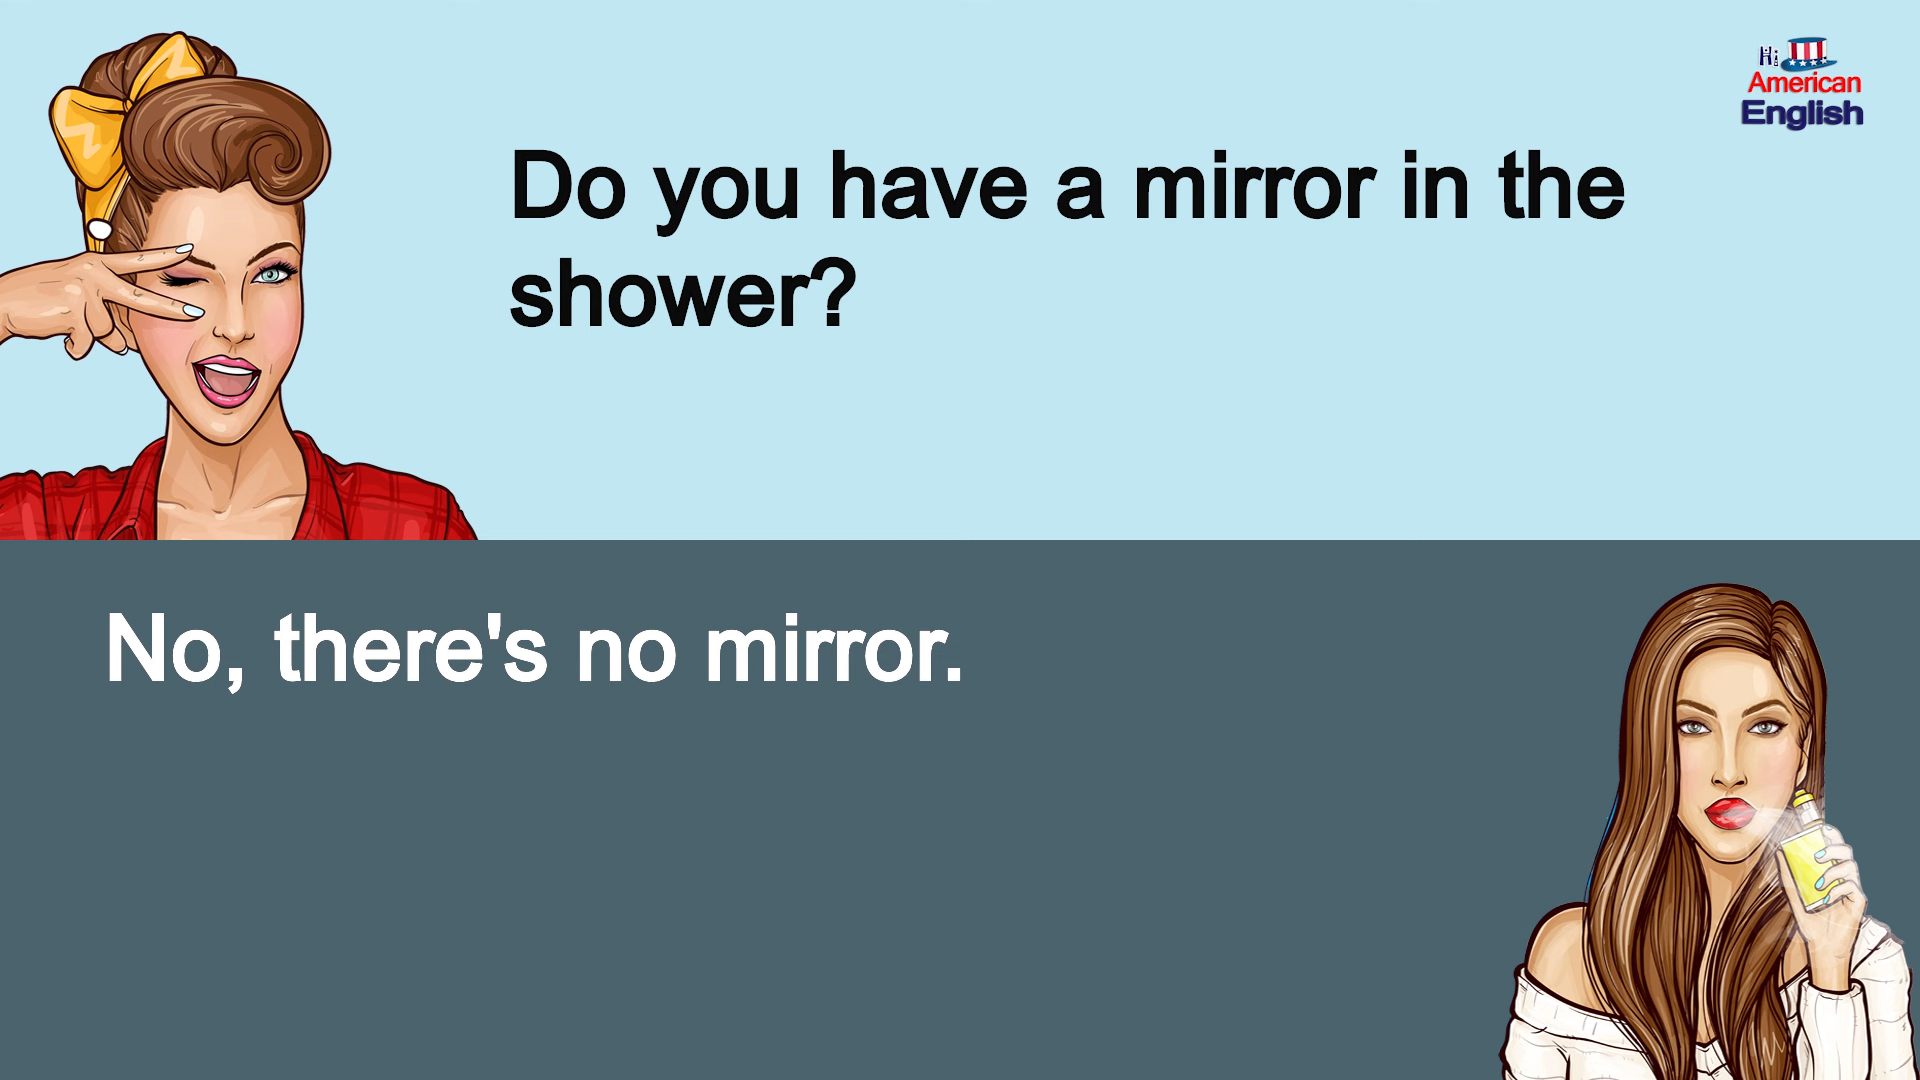 Hi
American
English
Do you have a mirror in the
shower?
No, there's no mirror.